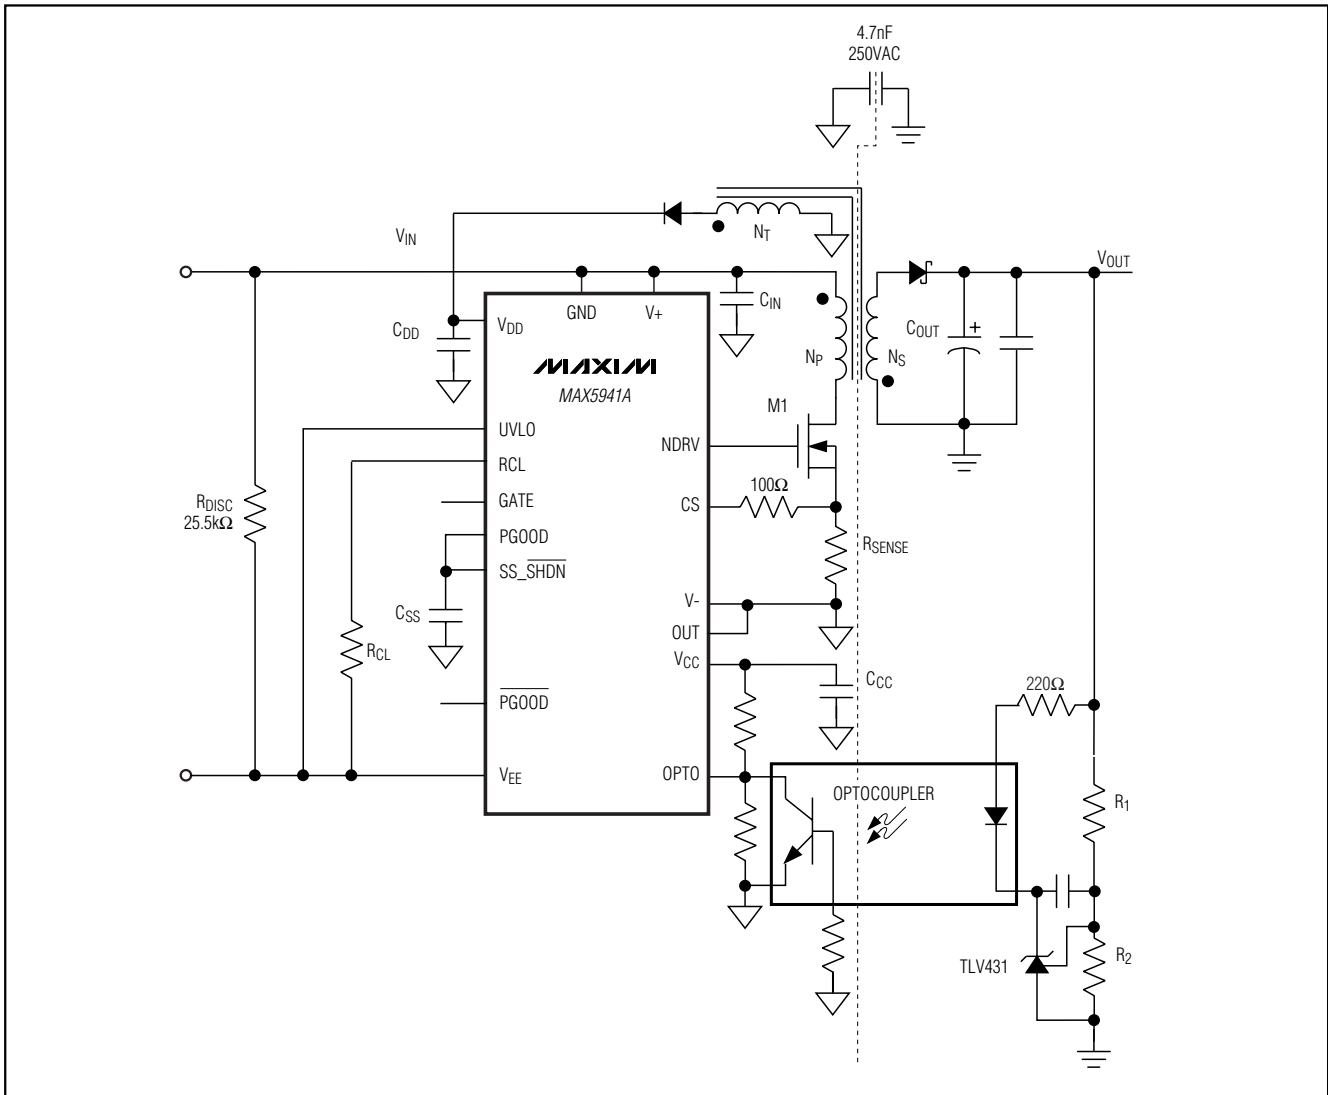 4.7nF
250VAC
VIN
NT
VOUT
CDD
VDD
GND
V+
CIN
COUT
+
NP
NS
MAXIM
MAX5941A
M1
UVLO
NDRV
RCL
100Ω
RDISC
25.5kΩ
GATE
CS
PGOOD
RSENSE
SS_SHDN
V-
CSS
OUT
RCL
VCC
CCC
220Ω
PGOOD
VEE
OPTO
OPTOCOUPLER
R1
TLV431
R2